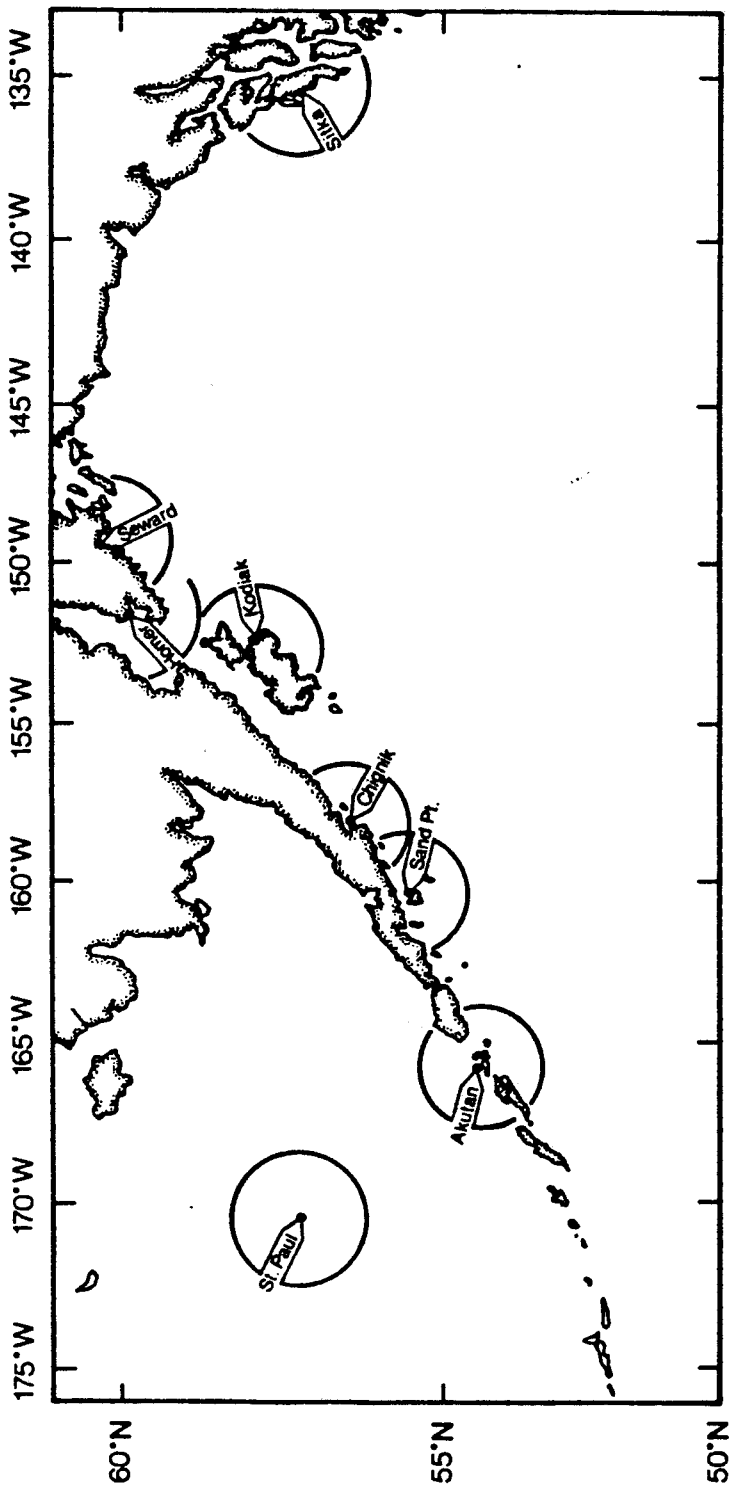 175°W
170°W
165°W
160°W
155°W
150°W
145°W
140°W
135°W
60°N
55°N
50°N
St. Paul
Akutan
Sand Pt.
Chignik
Kodiak
Homer
Seward
Sitka